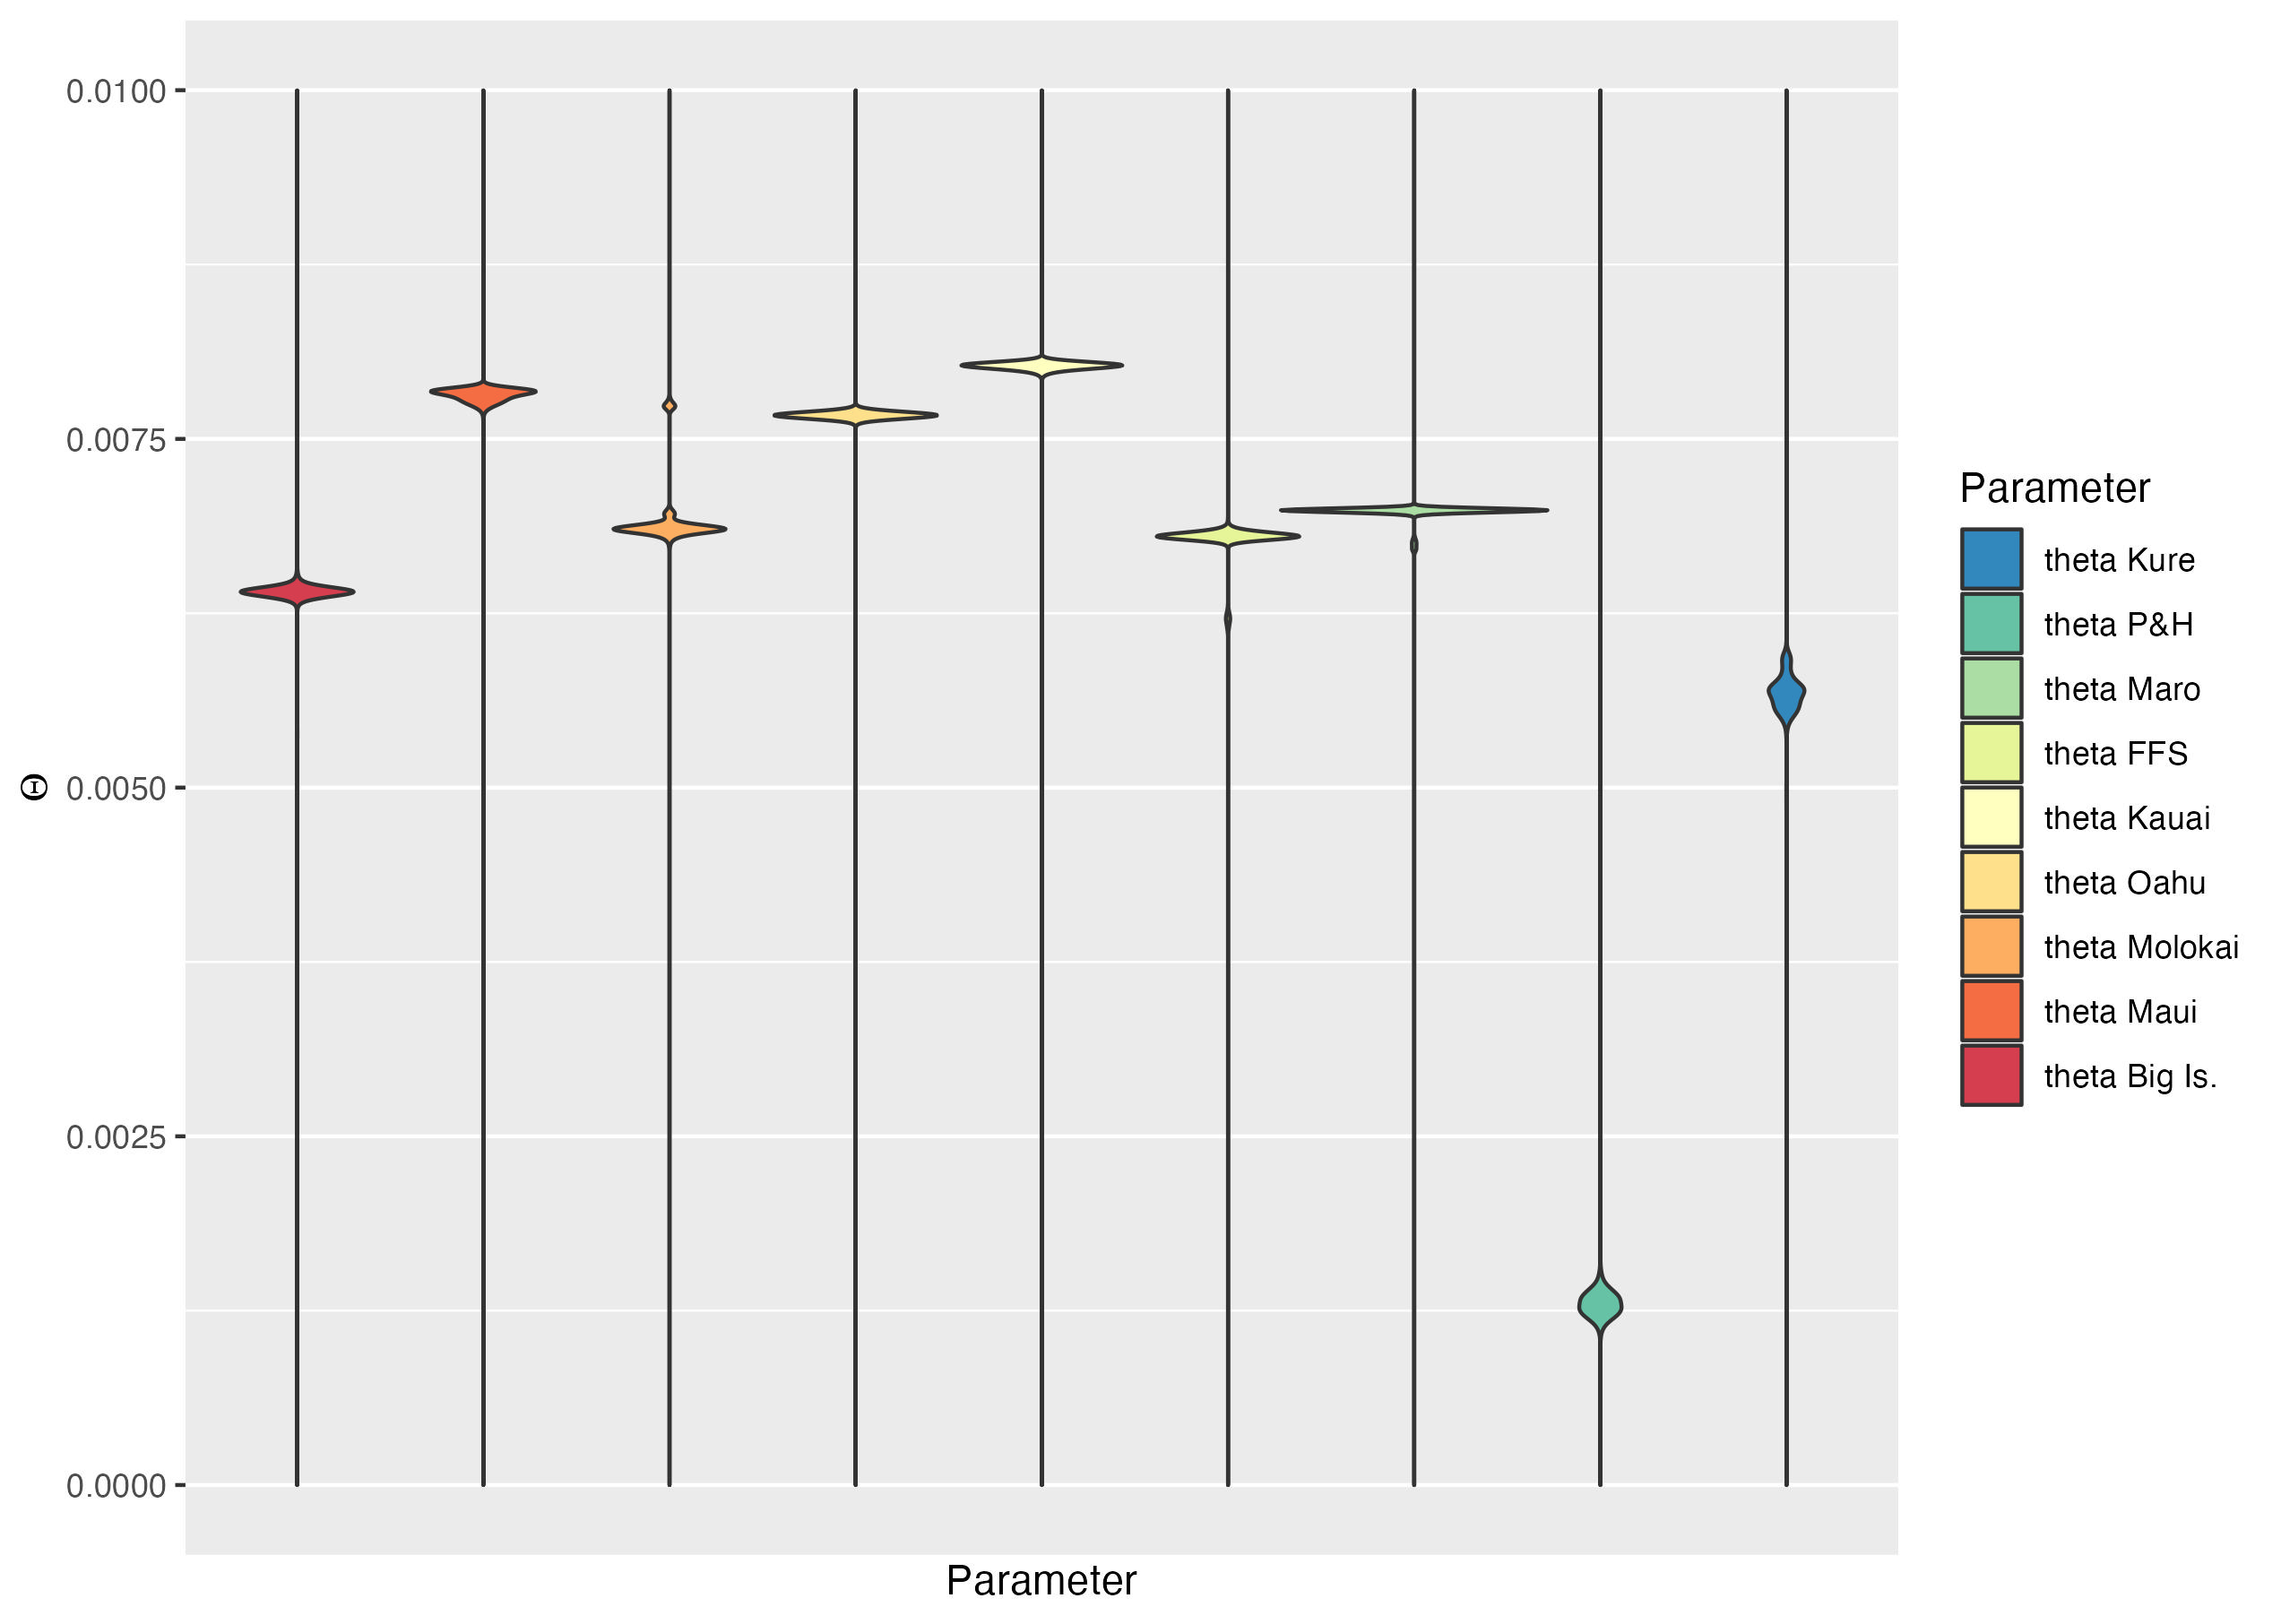 Θ
0.0100
0.0075
0.0050
0.0025
0.0000
Parameter
Parameter
theta Kure
theta P&H
theta Maro
theta FFS
theta Kauai
theta Oahu
theta Molokai
theta Maui
theta Big Is.